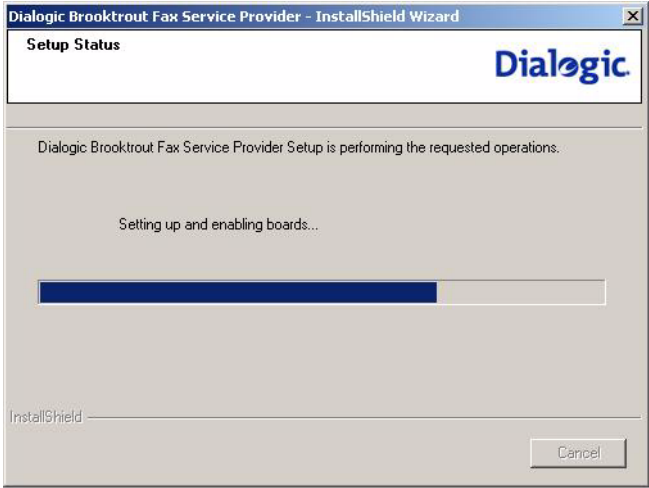 Dialogic Brooktrout Fax Service Provider - InstallShield Wizard
Setup Status
Dialogic.
Dialogic Brooktrout Fax Service Provider Setup is performing the requested operations.
Setting up and enabling boards...
InstallShield
Cancel